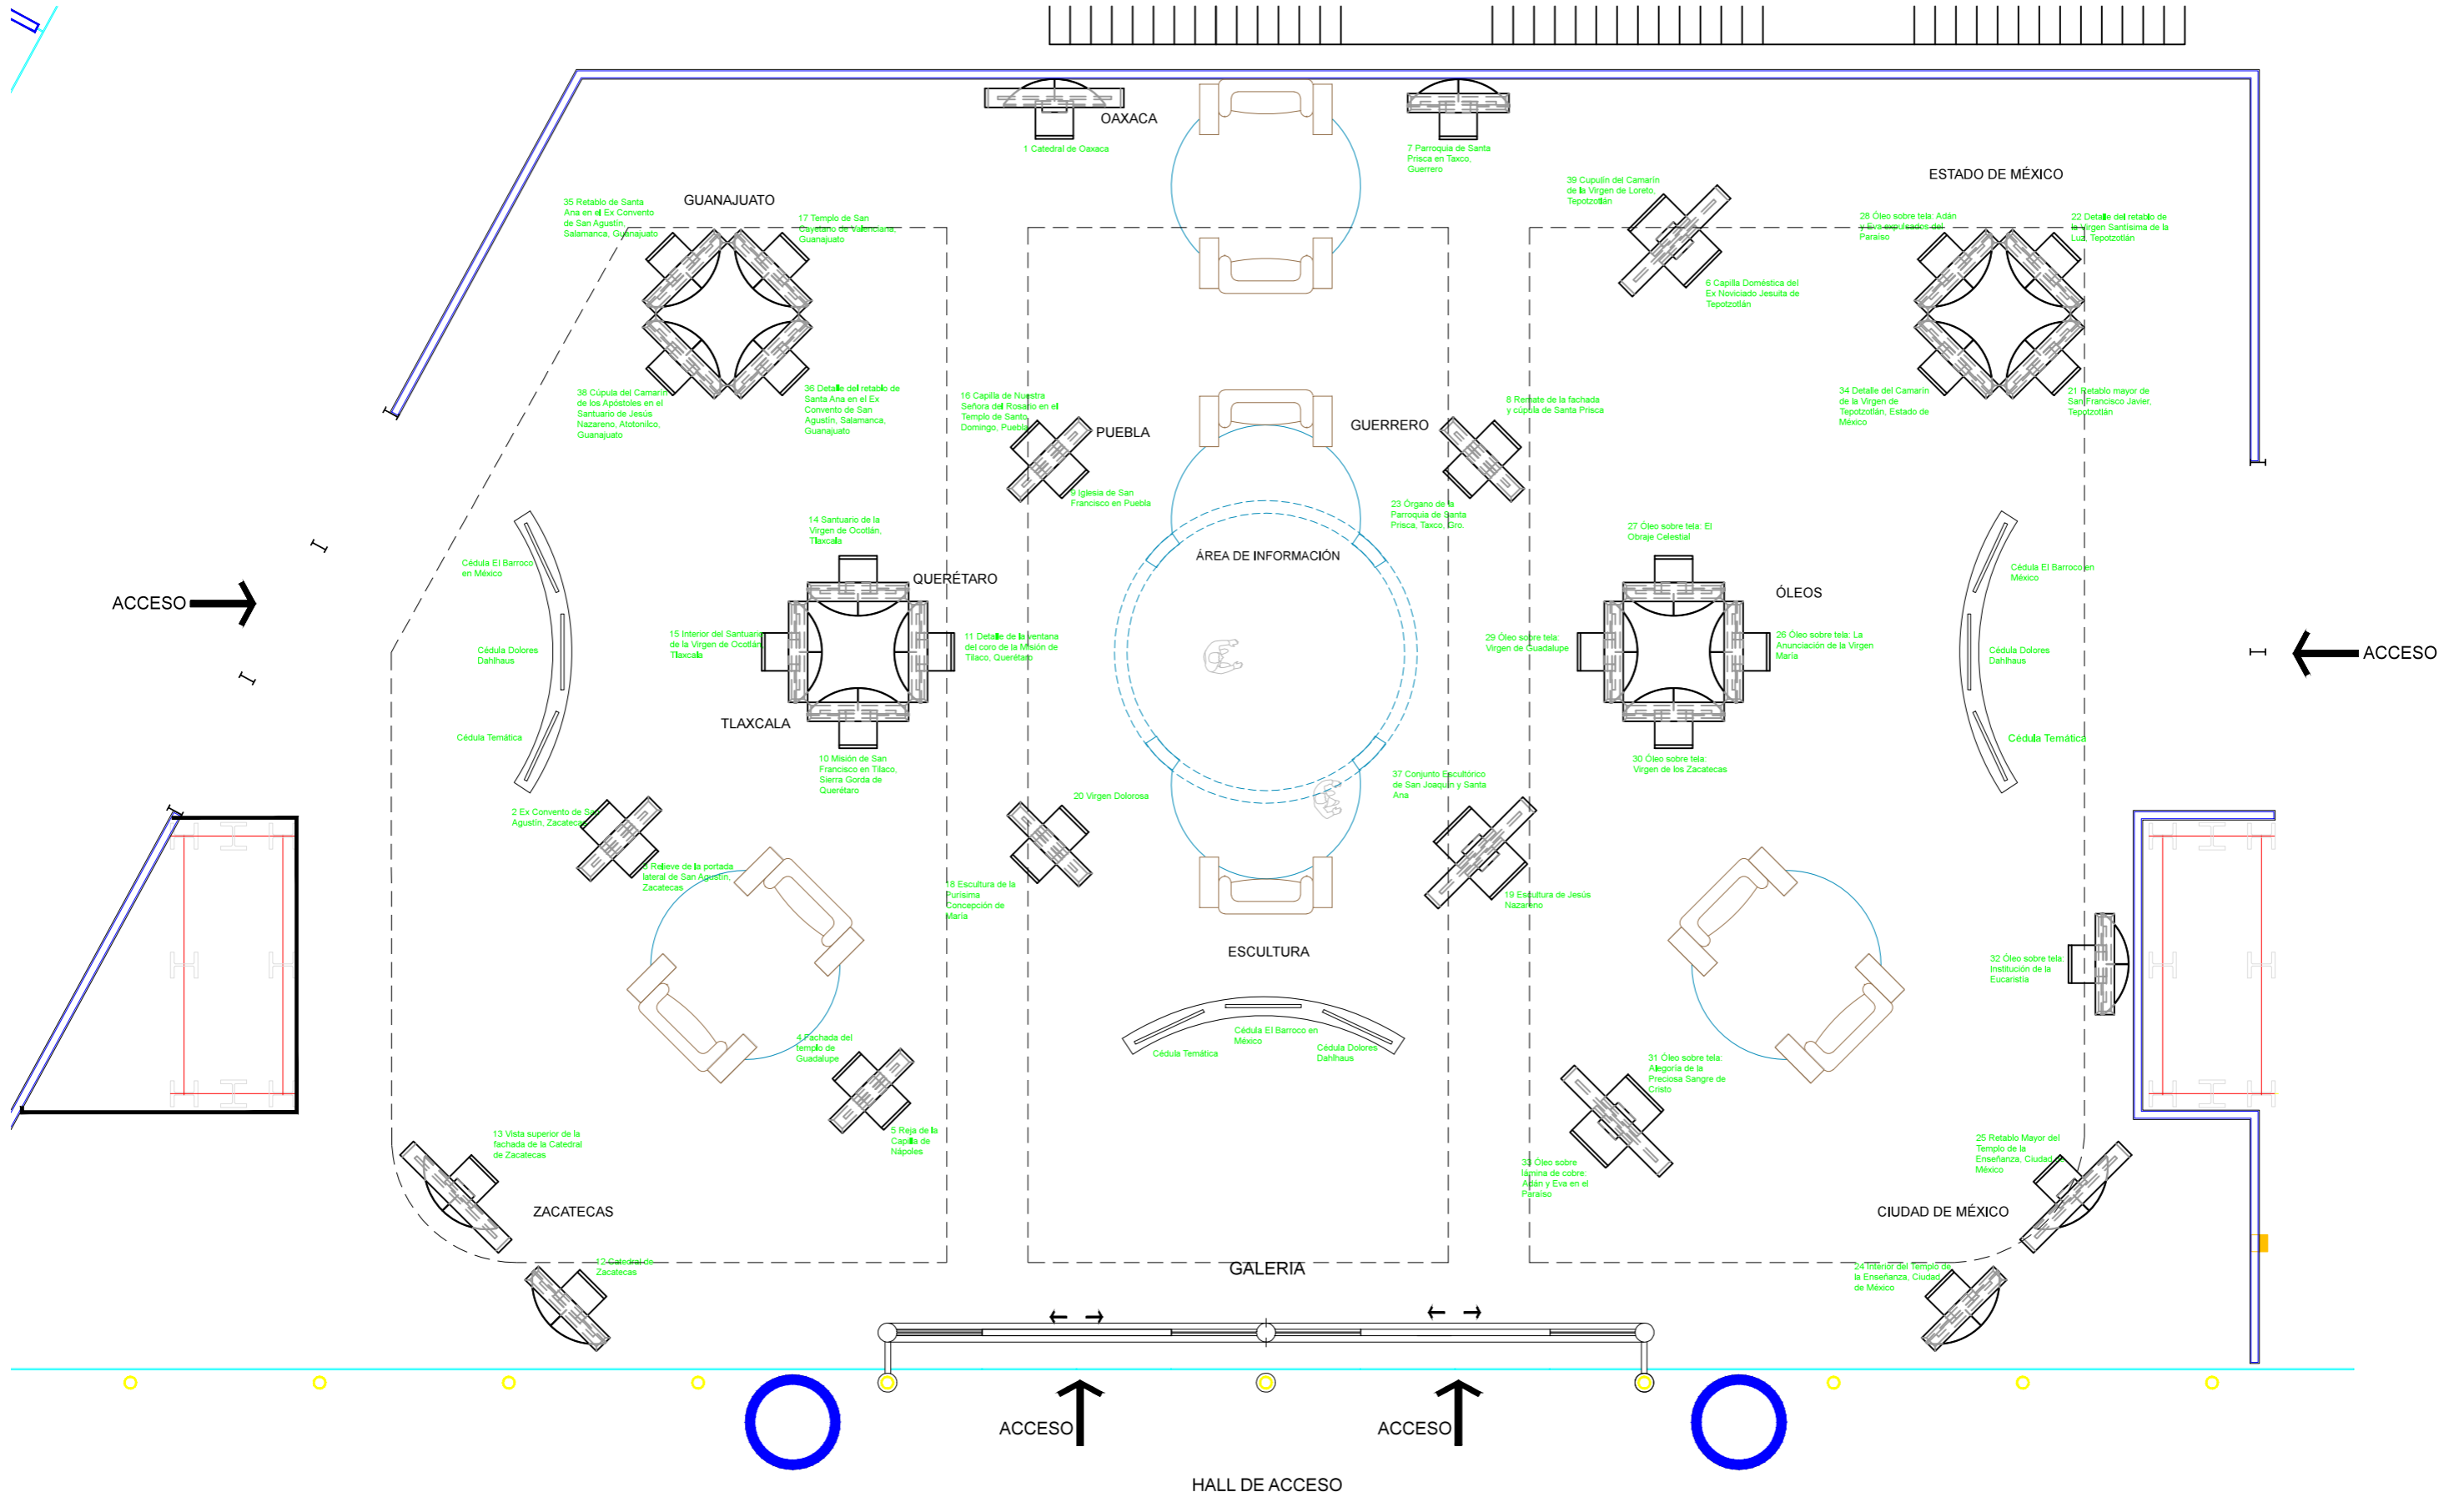 OAXACA
1 Catedral de Oaxaca
7 Parroquia de Santa
Prisca en Taxco,
Guerrero
GUANAJUATO
35 Retablo de Santa
Ana en el Ex Convento
de San Agustín,
Salamanca, Guanajuato
17 Templo de San
Cayetano de Valenciana,
Guanajuato
39 Cupulín del Camarín
de la Virgen de Loreto,
Tepotzotlán
ESTADO DE MÉXICO
28 Óleo sobre tela: Adán
y Eva expulsados del
Paraíso
22 Detalle del retablo de
la Virgen Santísima de la
Luz, Tepotzotlán
6 Capilla Doméstica del
Ex Noviciado Jesuita de
Tepotzotlán
38 Cúpula del Camarín
de los Apóstoles en el
Santuario de Jesús
Nazareno, Atotonilco,
Guanajuato
36 Detalle del retablo de
Santa Ana en el Ex
Convento de San
Agustín, Salamanca,
Guanajuato
16 Capilla de Nuestra
Señora del Rosario en el
Templo de Santo
Domingo, Puebla
PUEBLA
9 Iglesia de San
Francisco en Puebla
GUERRERO
8 Remate de la fachada
y cúpula de Santa Prisca
23 Órgano de la
Parroquia de Santa
Prisca, Taxco, Gro.
34 Detalle del Camarín
de la Virgen de
Tepotzotlán, Estado de
México
21 Retablo mayor de
San Francisco Javier,
Tepotzotlán
14 Santuario de la
Virgen de Ocotlán,
Tlaxcala
27 Óleo sobre tela: El
Obraje Celestial
ÁREA DE INFORMACIÓN
Cédula El Barroco
en México
QUERÉTARO
ÓLEOS
Cédula El Barroco en
México
ACCESO
15 Interior del Santuario
de la Virgen de Ocotlán,
Tlaxcala
11 Detalle de la ventana
del coro de la Misión de
Tilaco, Querétaro
29 Óleo sobre tela:
Virgen de Guadalupe
26 Óleo sobre tela: La
Anunciación de la Virgen
María
Cédula Dolores
Dahlhaus
Cédula Dolores
Dahlhaus
ACCESO
TLAXCALA
Cédula Temática
Cédula Temática
10 Misión de San
Francisco en Tilaco,
Sierra Gorda de
Querétaro
30 Óleo sobre tela:
Virgen de los Zacatecas
2 Ex Convento de San
Agustín, Zacatecas
20 Virgen Dolorosa
37 Conjunto Escultórico
de San Joaquín y Santa
Ana
3 Relieve de la portada
lateral de San Agustín,
Zacatecas
18 Escultura de la
Purísima
Concepción de
María
19 Escultura de Jesús
Nazareno
ESCULTURA
32 Óleo sobre tela:
Institución de la
Eucaristía
4 Fachada del
templo de
Guadalupe
Cédula Temática
Cédula El Barroco en
México
Cédula Dolores
Dahlhaus
31 Óleo sobre tela:
Alegoría de la
Preciosa Sangre de
Cristo
13 Vista superior de la
fachada de la Catedral
de Zacatecas
5 Reja de la
Capilla de
Nápoles
33 Óleo sobre
lámina de cobre:
Adán y Eva en el
Paraíso
25 Retablo Mayor del
Templo de la
Enseñanza, Ciudad de
México
ZACATECAS
CIUDAD DE MÉXICO
12 Catedral de
Zacatecas
GALERIA
24 Interior del Templo de
la Enseñanza, Ciudad
de México
ACCESO
ACCESO
HALL DE ACCESO